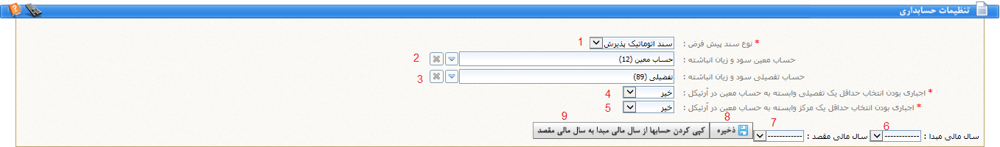 تنظیمات حسابداری
* نوع سند پیش فرض : سند اتوماتیک پذیرش 1
حساب معین سود و زیان انباشته : حساب معین (12) 2
حساب تفصیلی سود و زیان انباشته : تفضیلی (89) 3
* اجباری بودن انتخاب حداقل یک تفصیلی وابسته به حساب معین در آرتیکل : خیر 4
* اجباری بودن انتخاب حداقل یک مرکز وابسته به حساب معین در آرتیکل : خیر 5
6 7 8 9
سال مالی مبدا : ------------ سال مالی مقصد : ------------ ذخیره کپی کردن حسابها از سال مالی مبدا به سال مالی مقصد